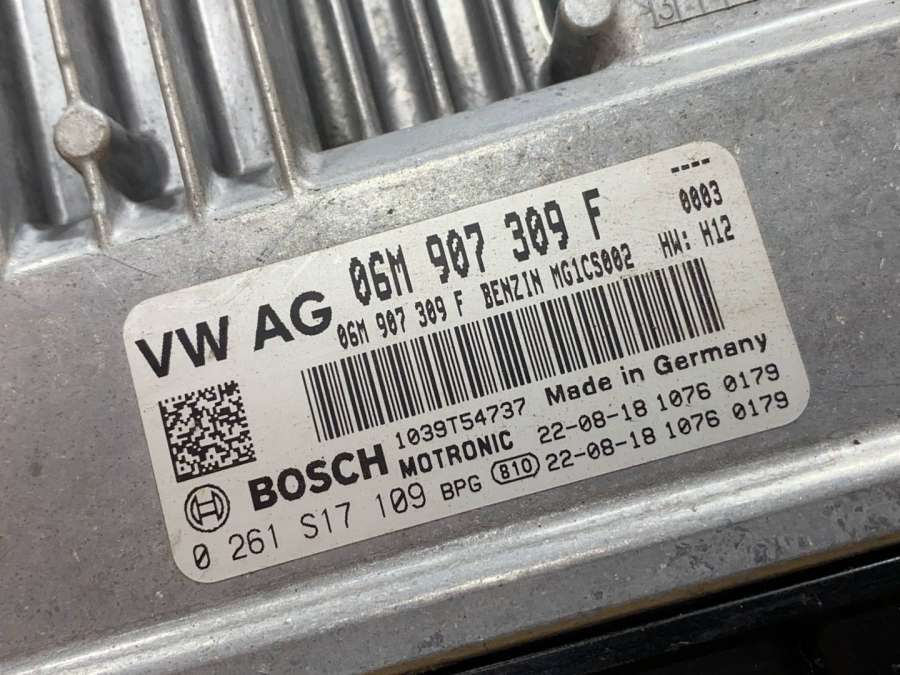 ----
06M 907 309 F 0003
VW AG 06M 907 309 F BENZIN MG1CS002 HW: H12
1039T54737 Made in Germany
BOSCH MOTRONIC 22-08-18 1076 0179
0 261 S17 109 BPG 810 22-08-18 1076 0179